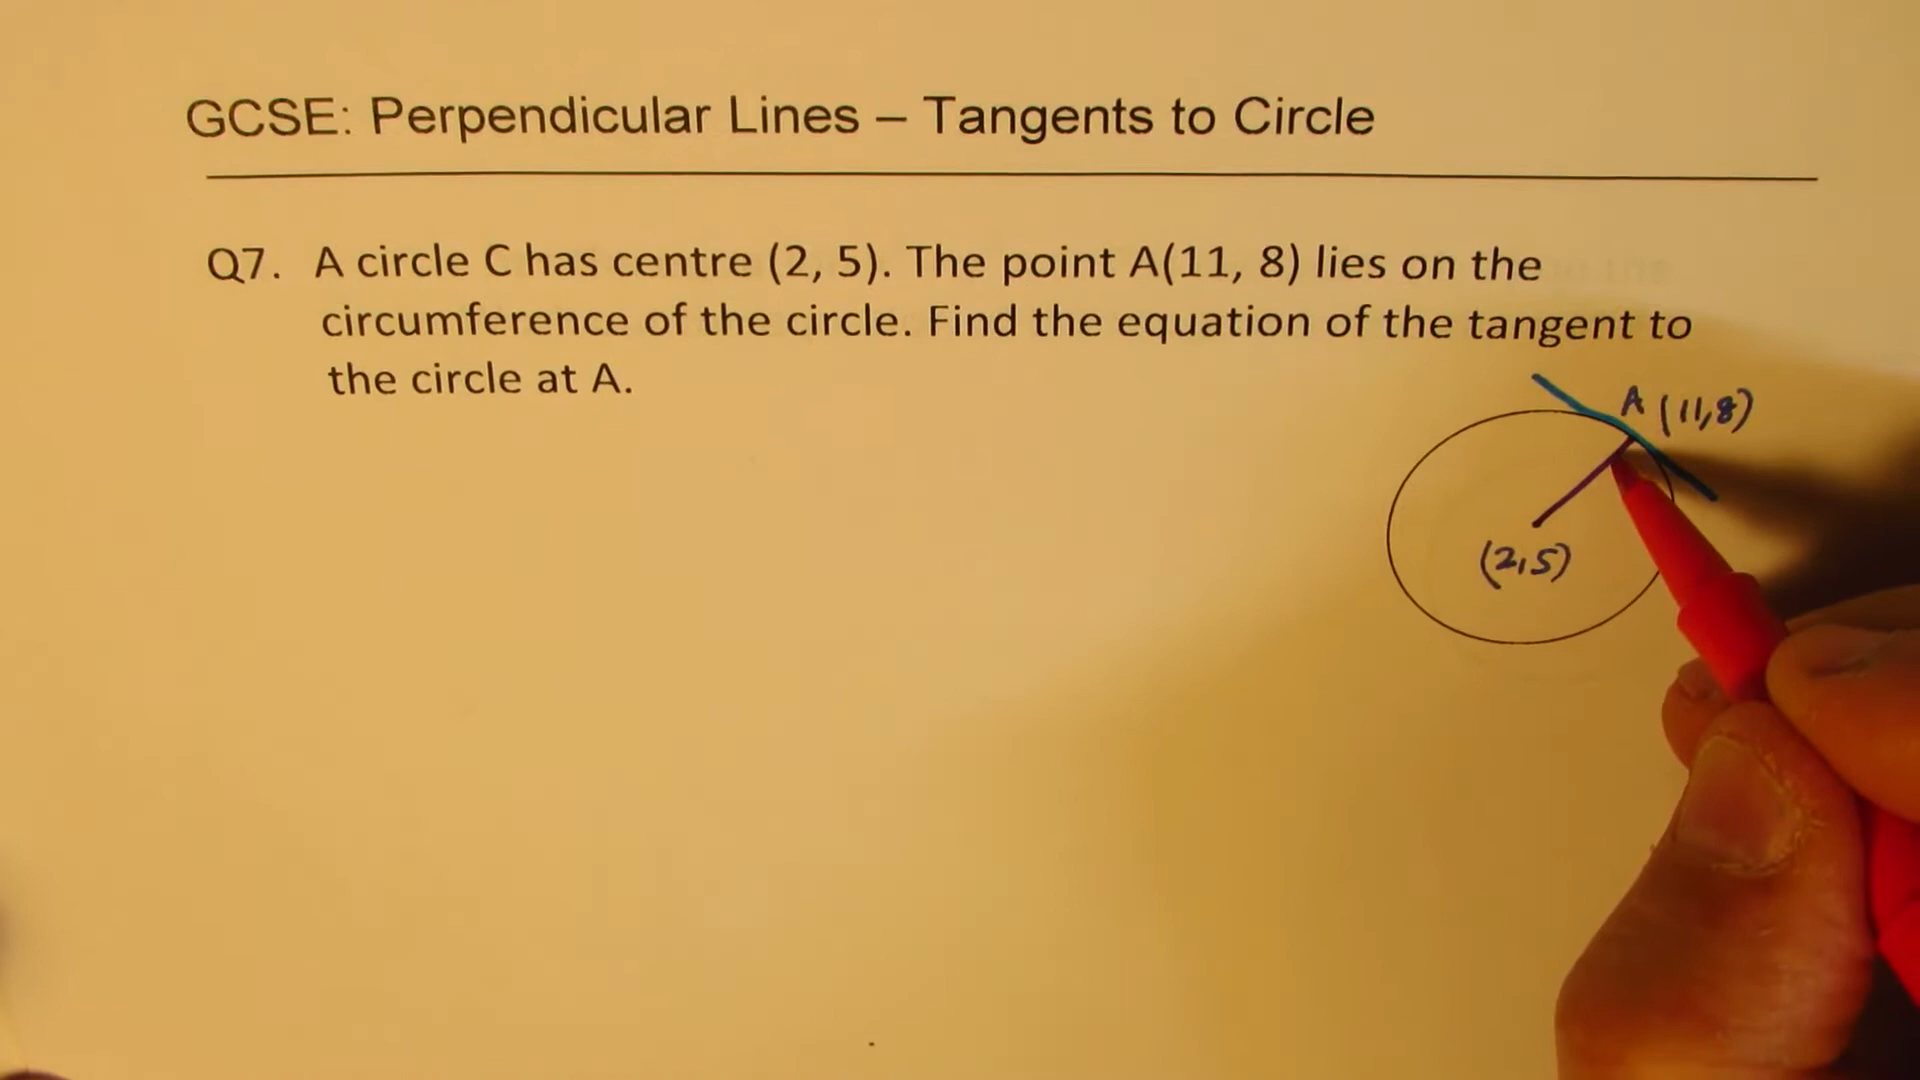 GCSE: Perpendicular Lines – Tangents to Circle
Q7. A circle C has centre (2, 5). The point A(11, 8) lies on the
circumference of the circle. Find the equation of the tangent to
the circle at A.
A (11,8)
(2,5)